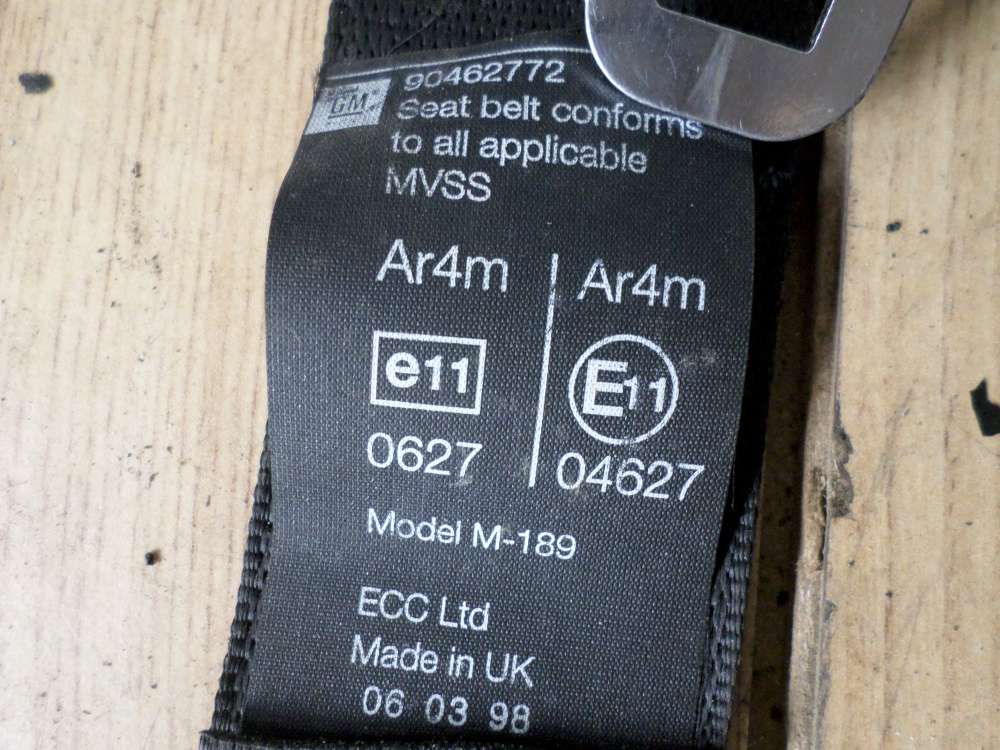 90462772
GM
Seat belt conforms
to all applicable
MVSS
Ar4m
e11
0627
Ar4m
E11
04627
Model M-189
ECC Ltd
Made in UK
06 03 98